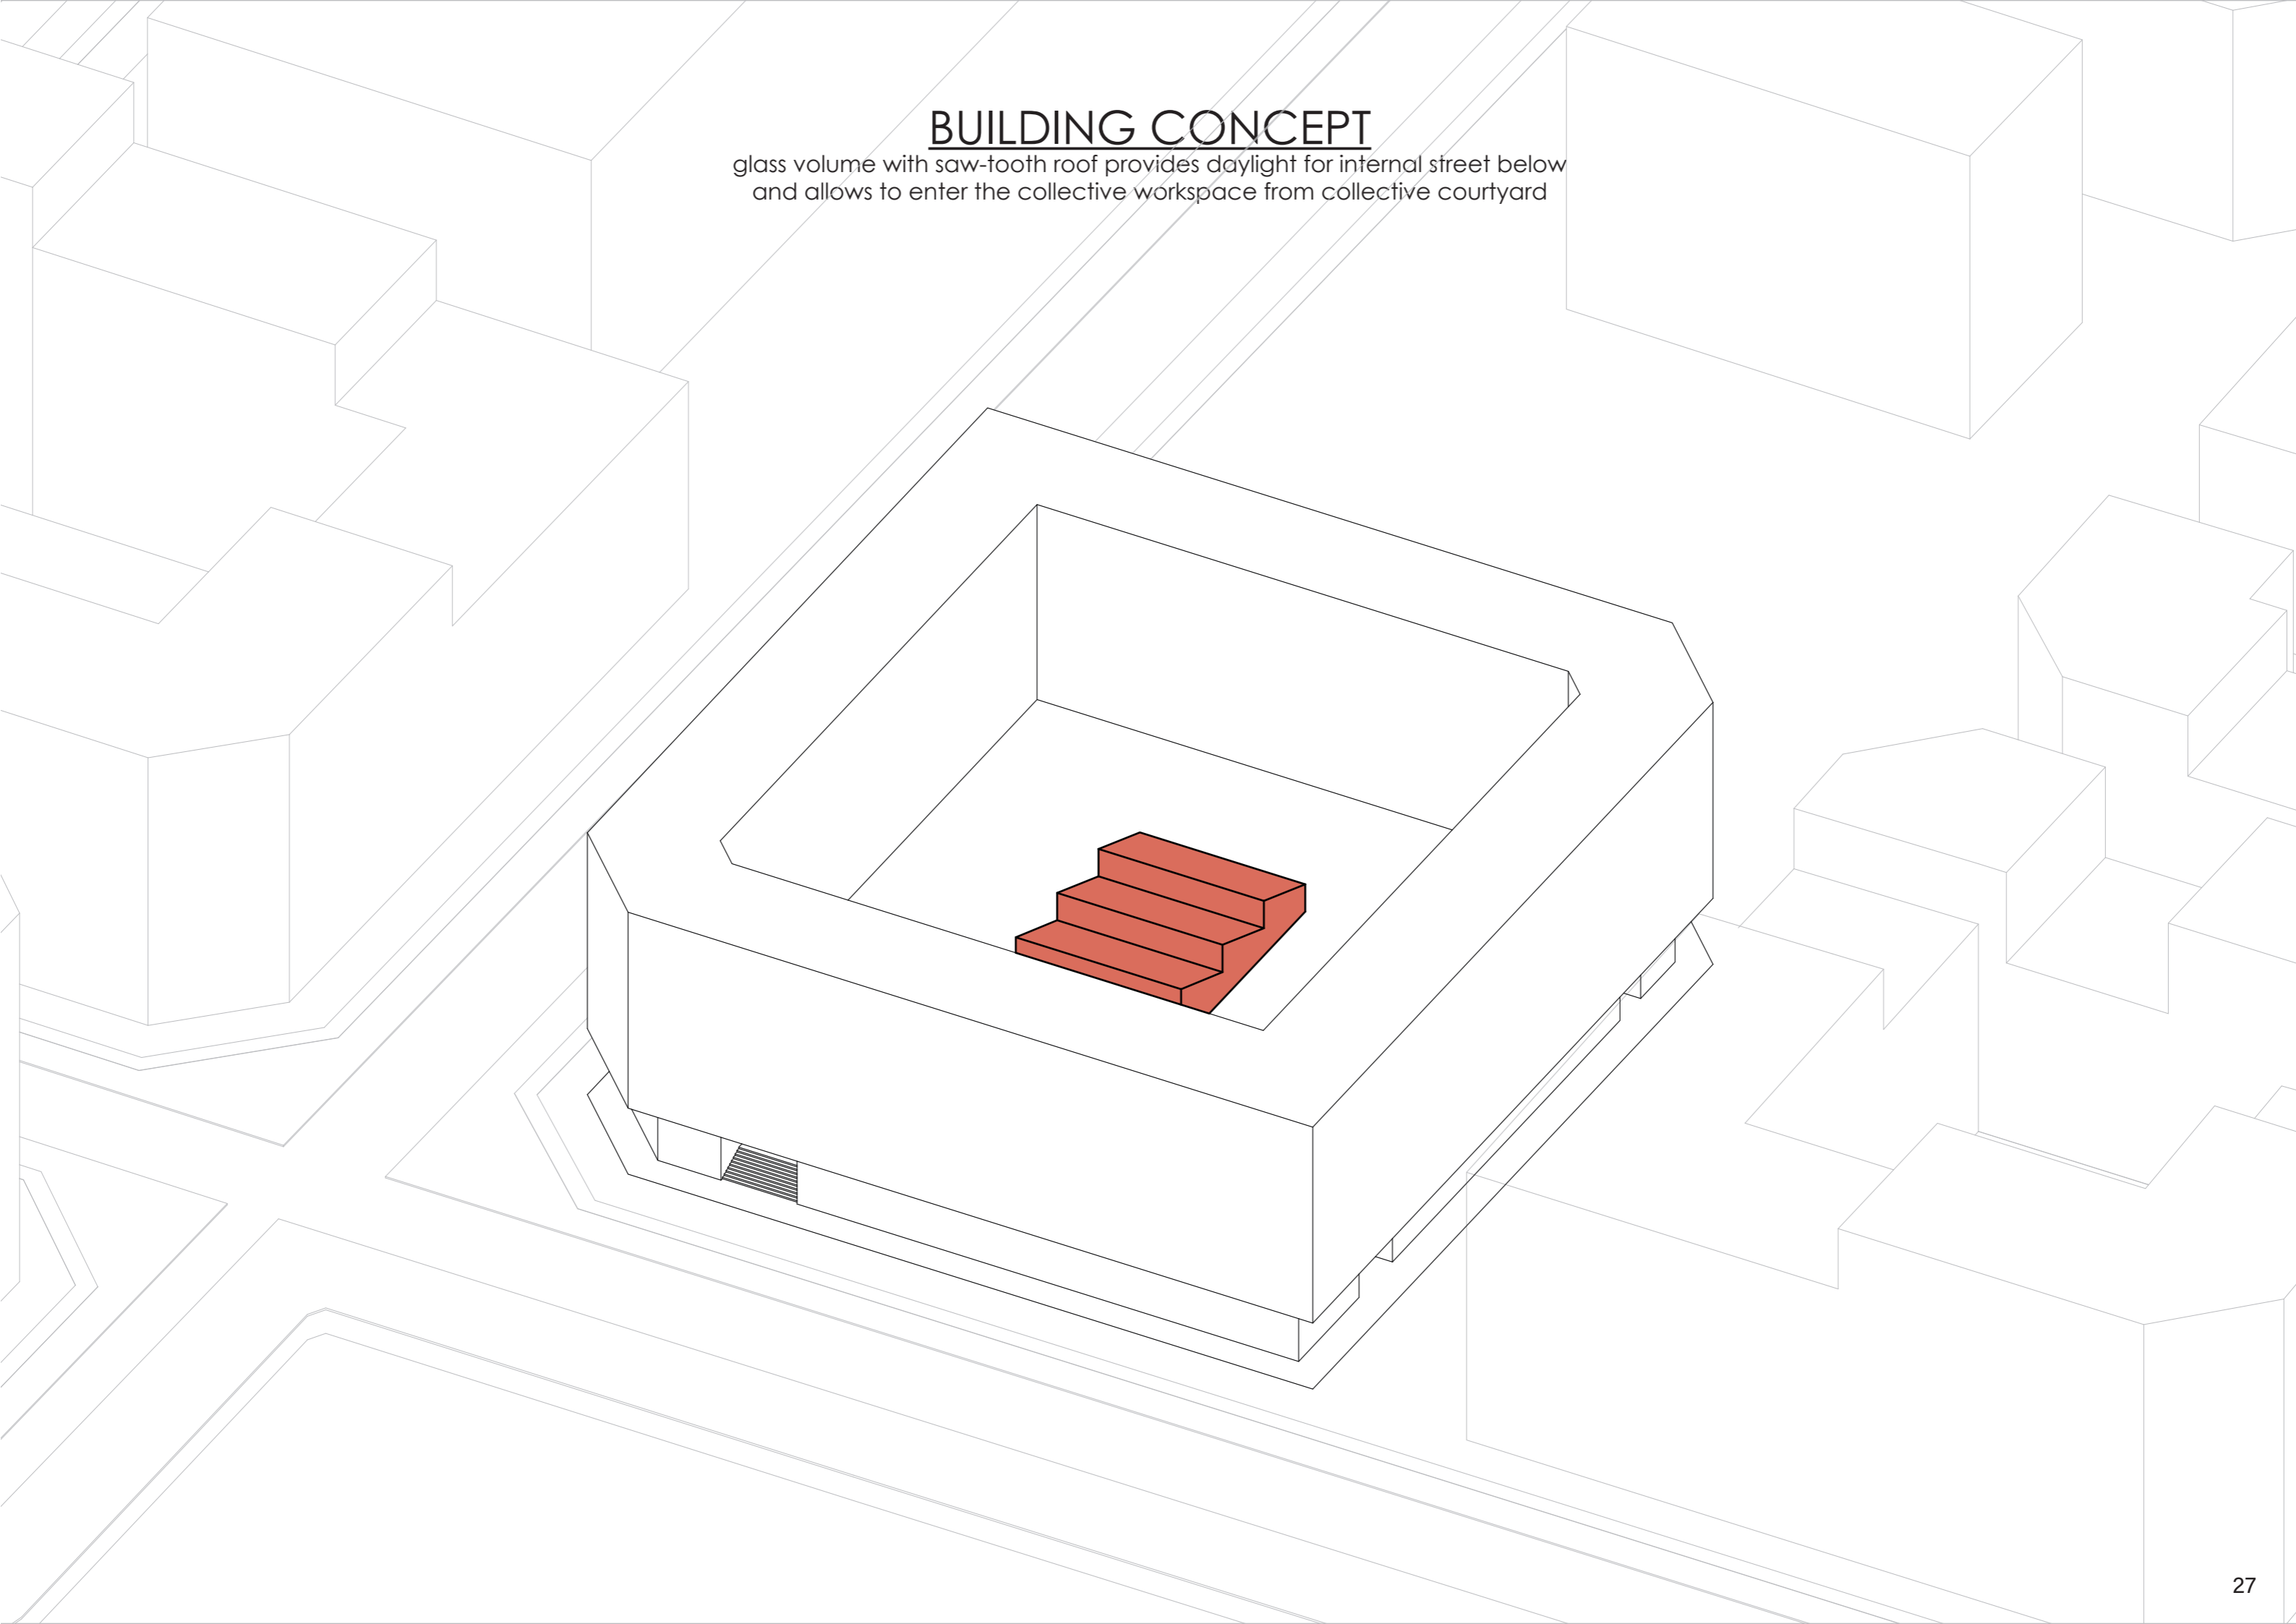 BUILDING CONCEPT
glass volume with saw-tooth roof provides daylight for internal street below
and allows to enter the collective workspace from collective courtyard
27